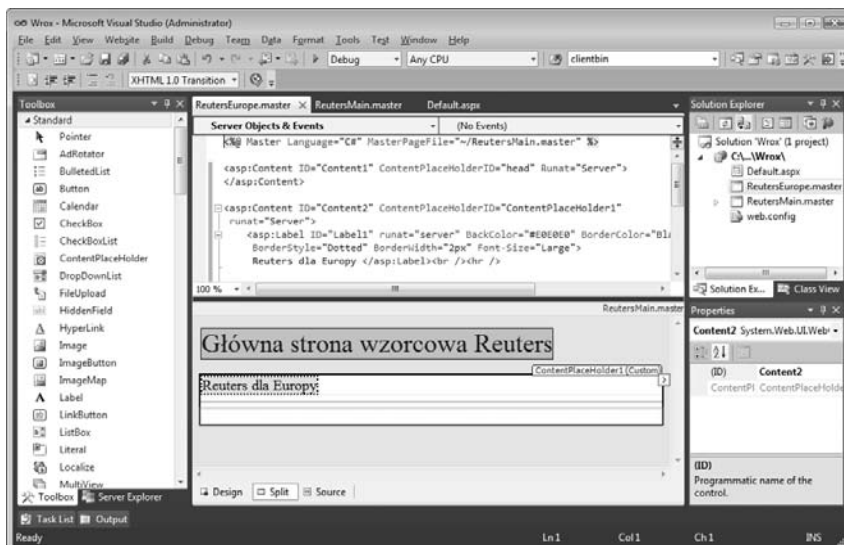 Wrox - Microsoft Visual Studio (Administrator)
File Edit View Website Build Debug Team Data Format Tools Test Window Help
Debug Any CPU clientbin
XHTML 1.0 Transition
Toolbox
Standard
Pointer
AdRotator
BulletedList
Button
Calendar
CheckBox
CheckBoxList
ContentPlaceHolder
DropDownList
FileUpload
HiddenField
HyperLink
Image
ImageButton
ImageMap
Label
LinkButton
ListBox
Literal
Localize
MultiView
Toolbox Server Explorer
ReutersEurope.master ReutersMain.master Default.aspx
Server Objects & Events (No Events)
<%@ Master Language="C#" MasterPageFile="~/ReutersMain.master" %>
<asp:Content ID="Content1" ContentPlaceHolderID="head" Runat="Server">
</asp:Content>
<asp:Content ID="Content2" ContentPlaceHolderID="ContentPlaceHolder1"
runat="Server">
<asp:Label ID="Label1" runat="server" BackColor="#E0E0E0" BorderColor="Bla
BorderStyle="Dotted" BorderWidth="2px" Font-Size="Large">
Reuters dla Europy </asp:Label><br /><hr />
100 %
ReutersMain.master
Główna strona wzorcowa Reuters
ContentPlaceHolder1 (Custom)
Reuters dla Europy
Design Split Source
Solution Explorer
Solution 'Wrox' (1 project)
C:\...\Wrox\
Default.aspx
ReutersEurope.master
ReutersMain.master
web.config
Solution Ex... Class View
Properties
Content2 System.Web.UI.Web
(ID) Content2
ContentPl ContentPlaceHolde
(ID)
Programmatic name of the
control.
Task List Output
Ready Ln 1 Col 1 Ch 1 INS